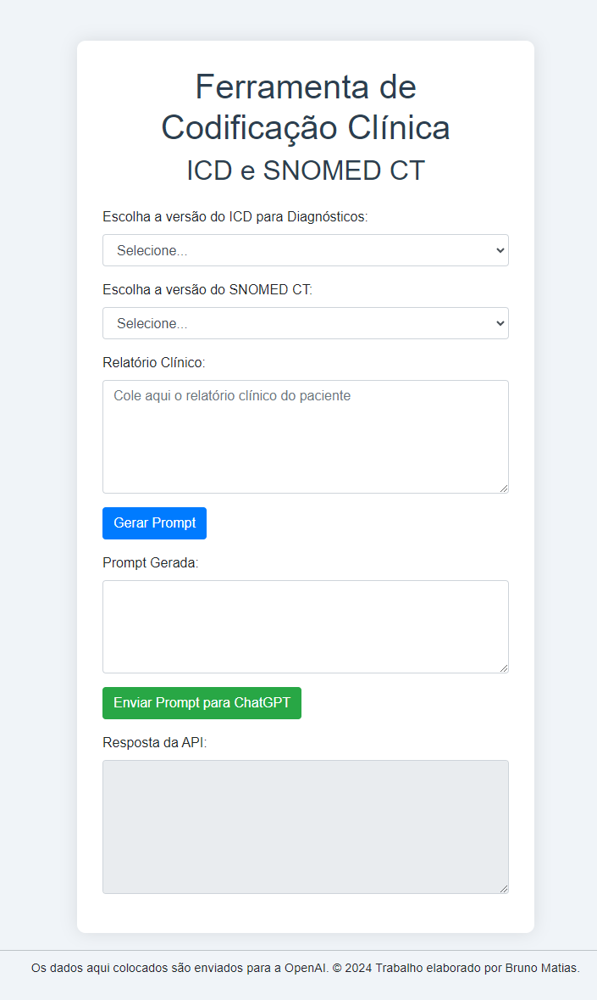 Ferramenta de
Codificação Clínica
ICD e SNOMED CT
Escolha a versão do ICD para Diagnósticos:
Selecione...
Escolha a versão do SNOMED CT:
Selecione...
Relatório Clínico:
Cole aqui o relatório clínico do paciente
Gerar Prompt
Prompt Gerada:
Enviar Prompt para ChatGPT
Resposta da API:
Os dados aqui colocados são enviados para a OpenAI. © 2024 Trabalho elaborado por Bruno Matias.